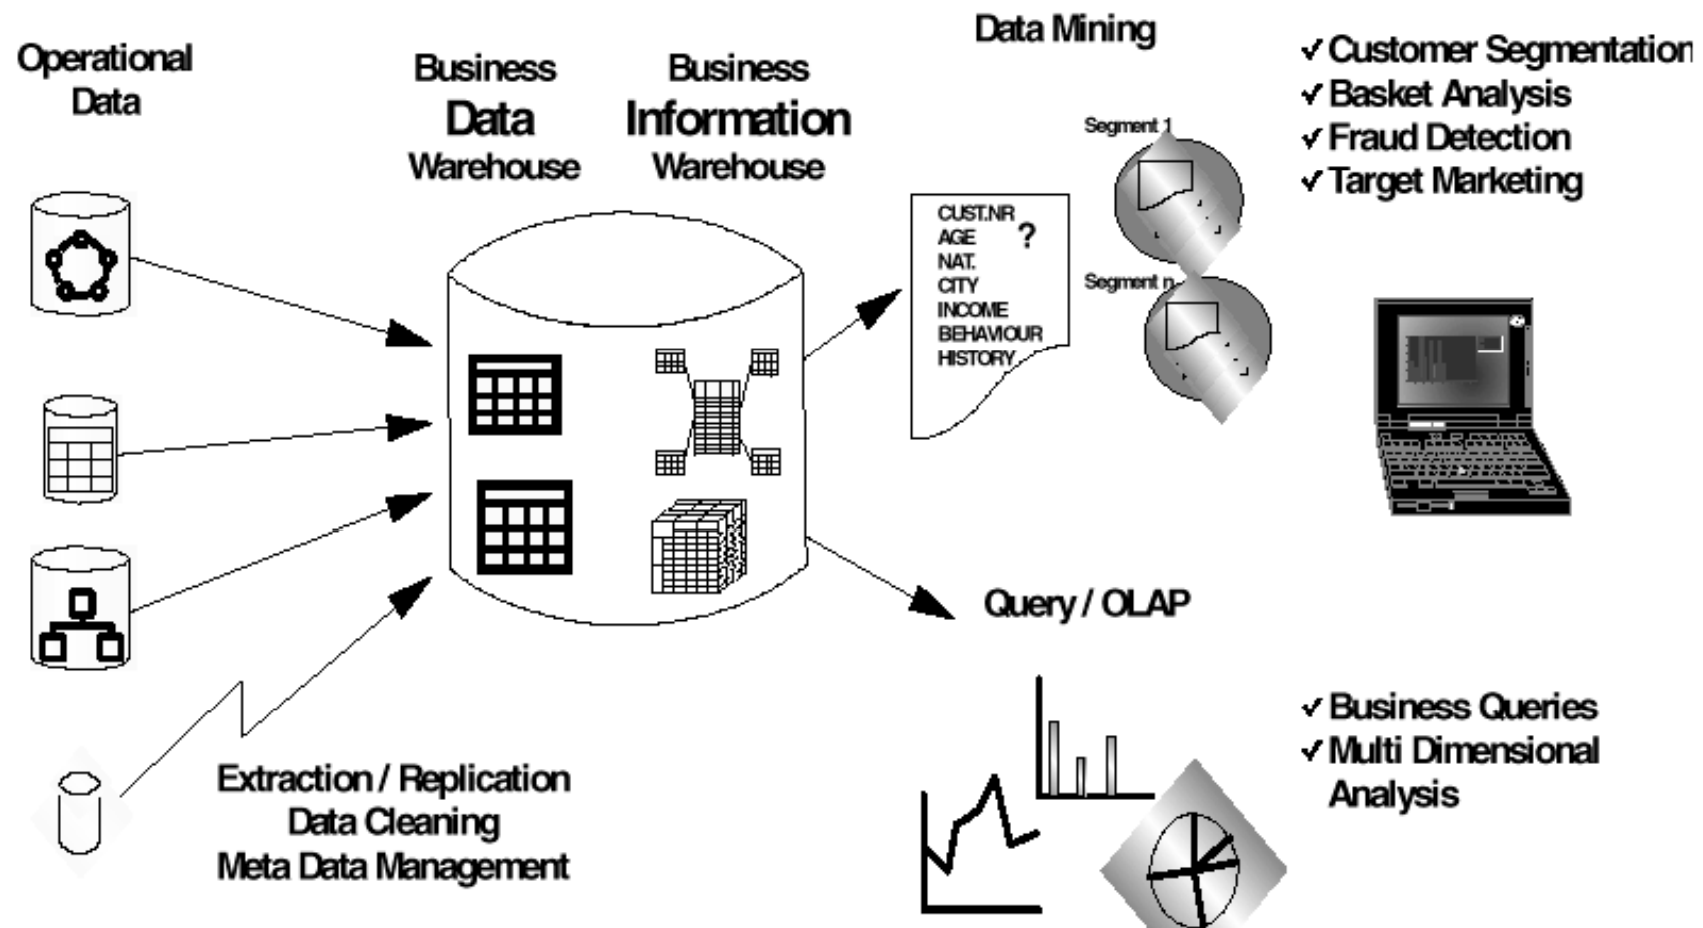 Operational
Data
Business
Data
Warehouse
Business
Information
Warehouse
Data Mining
✓ Customer Segmentation
✓ Basket Analysis
✓ Fraud Detection
✓ Target Marketing
Segment 1
Segment n
CUST.NR
AGE ?
NAT.
CITY
INCOME
BEHAVIOUR
HISTORY
Query / OLAP
✓ Business Queries
✓ Multi Dimensional
Analysis
Extraction / Replication
Data Cleaning
Meta Data Management